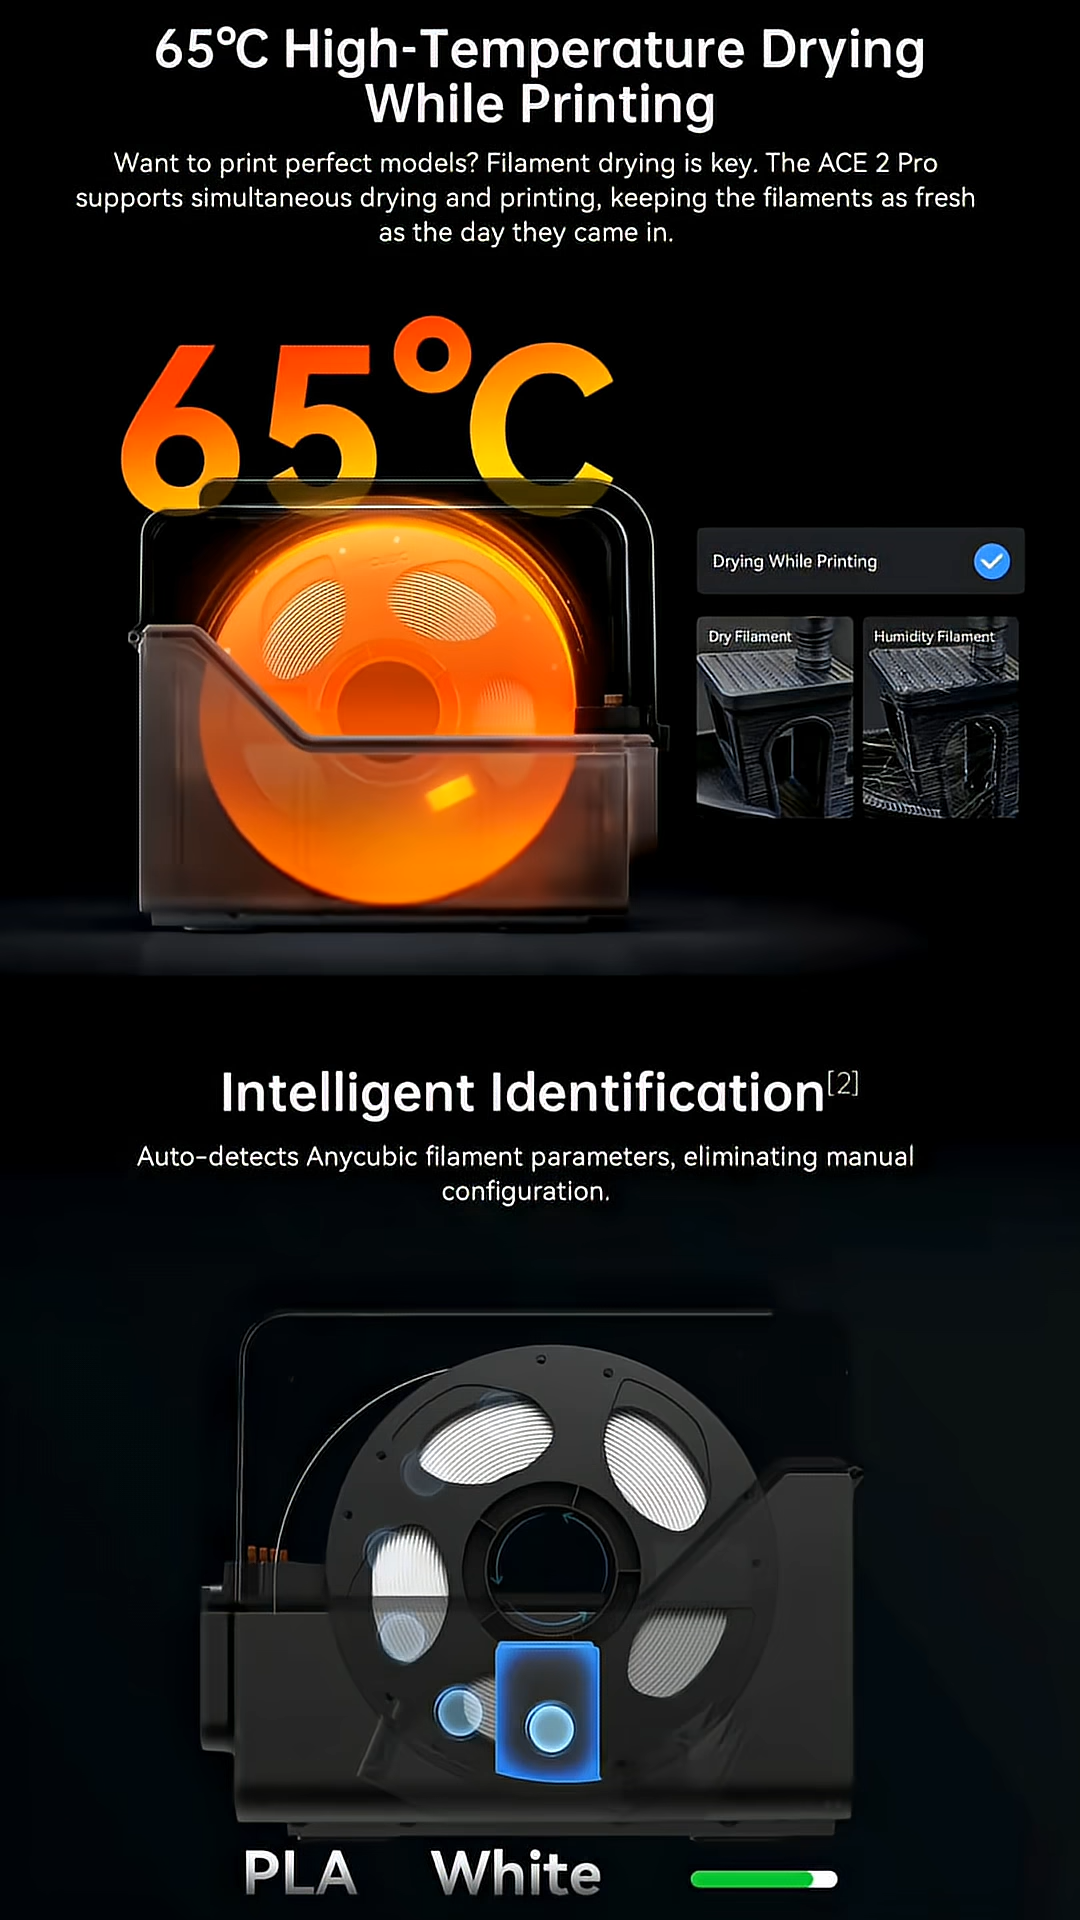 65℃ High-Temperature Drying
While Printing
Want to print perfect models? Filament drying is key. The ACE 2 Pro
supports simultaneous drying and printing, keeping the filaments as fresh
as the day they came in.
65℃
Drying While Printing
Dry Filament
Humidity Filament
Intelligent Identification[2]
Auto-detects Anycubic filament parameters, eliminating manual
configuration.
PLA White